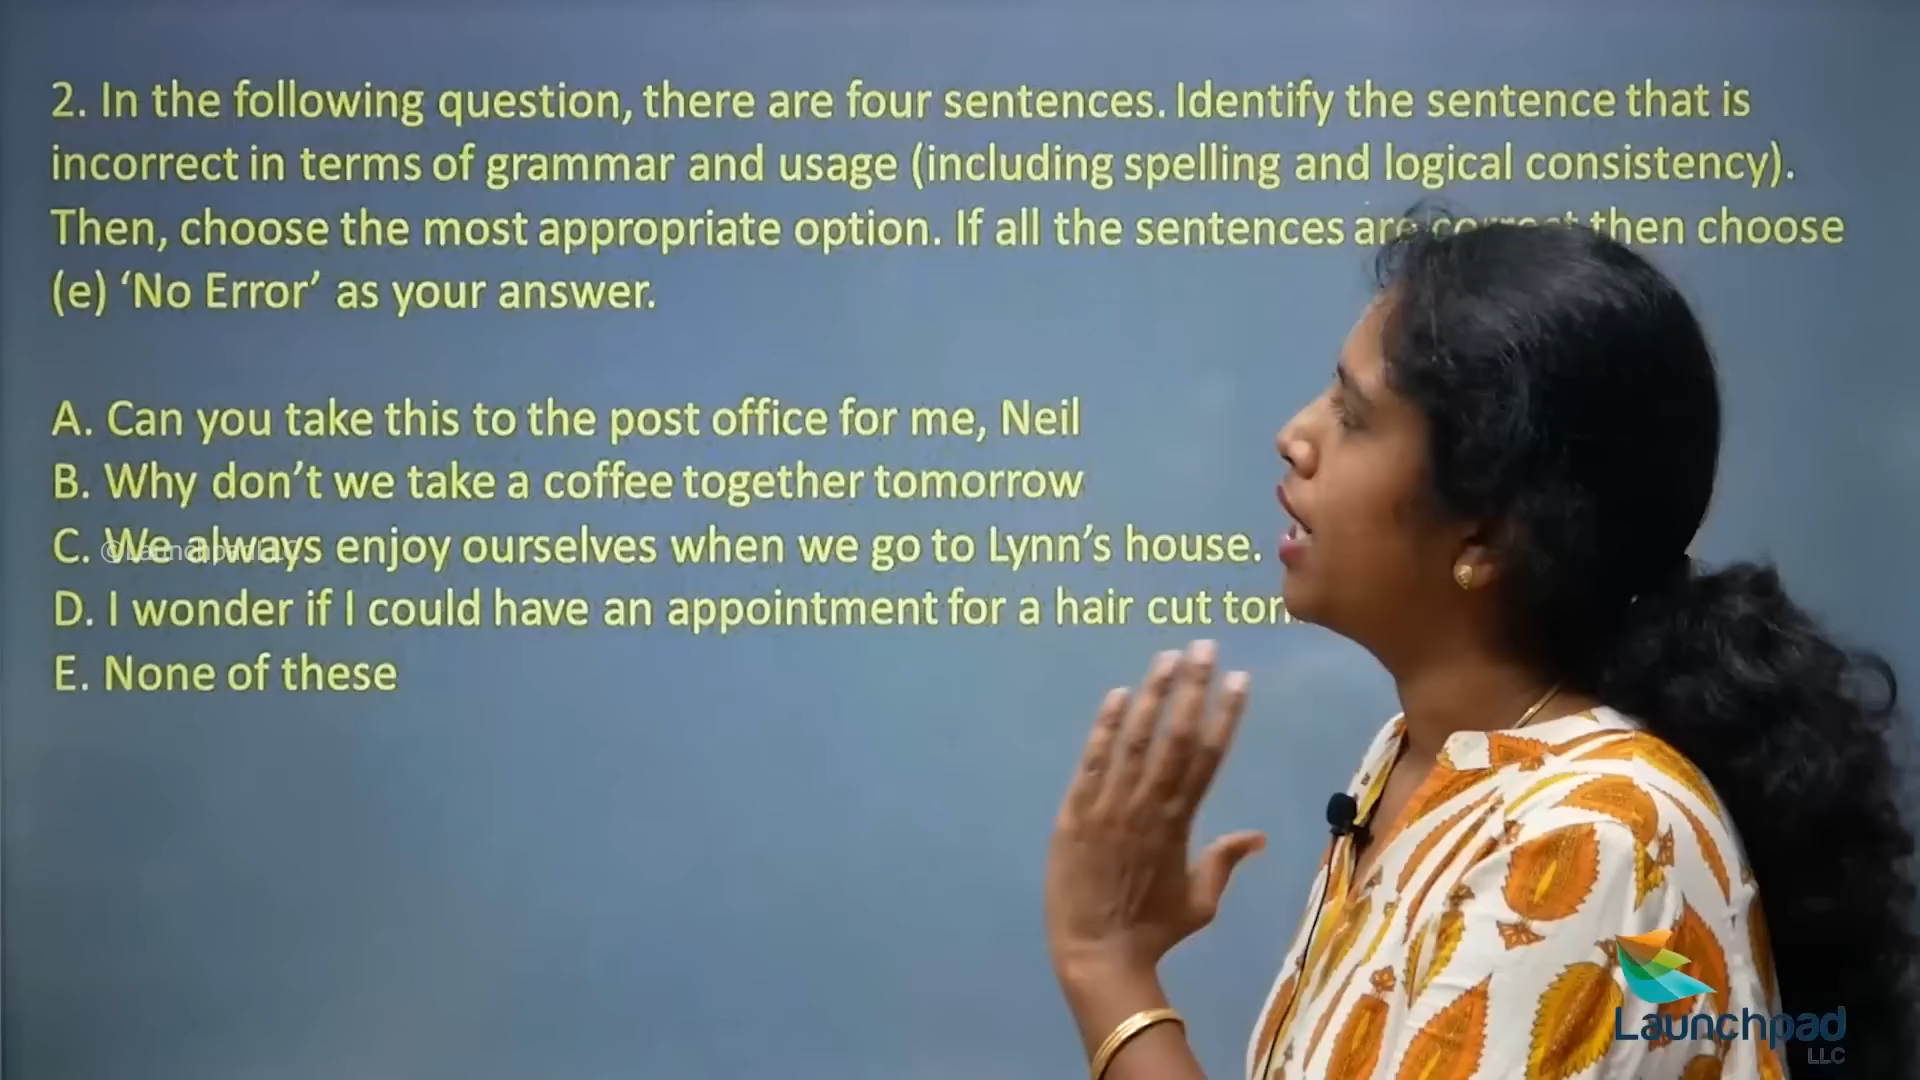 2. In the following question, there are four sentences. Identify the sentence that is
incorrect in terms of grammar and usage (including spelling and logical consistency).
Then, choose the most appropriate option. If all the sentences are correct then choose
(e) ‘No Error’ as your answer.
A. Can you take this to the post office for me, Neil
B. Why don’t we take a coffee together tomorrow
C. We always enjoy ourselves when we go to Lynn’s house.
©LaunchpadLLC
D. I wonder if I could have an appointment for a hair cut
E. None of these
Launchpad
LLC